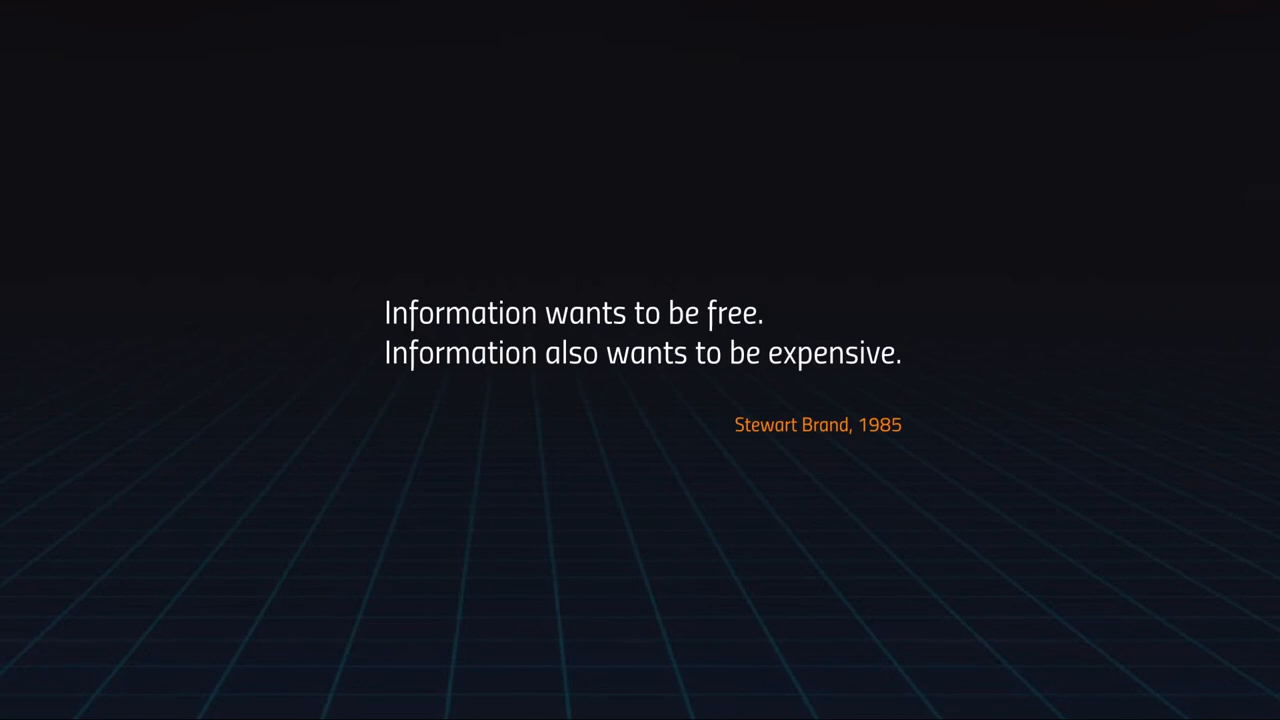 Information wants to be free.
Information also wants to be expensive.
Stewart Brand, 1985